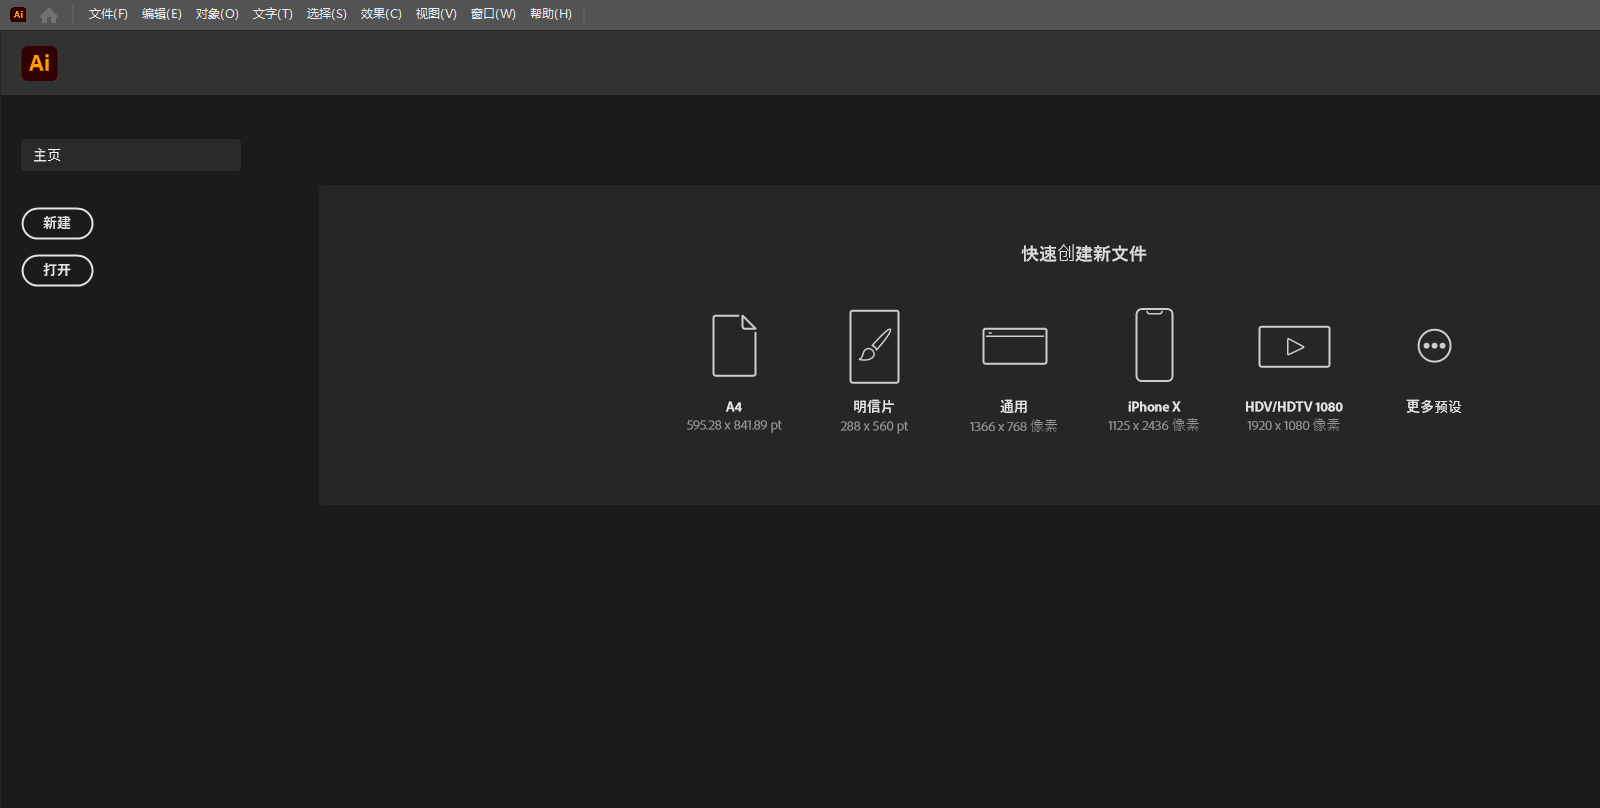 Ai 文件(F) 编辑(E) 对象(O) 文字(T) 选择(S) 效果(C) 视图(V) 窗口(W) 帮助(H)
Ai
主页
新建
打开
快速创建新文件
A4 明信片 通用 iPhone X HDV/HDTV 1080 更多预设
595.28 x 841.89 pt 288 x 560 pt 1366 x 768 像素 1125 x 2436 像素 1920 x 1080 像素